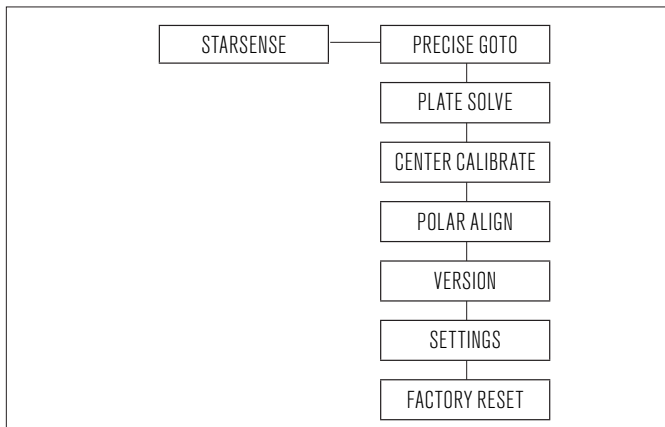 STARSENSE
PRECISE GOTO
PLATE SOLVE
CENTER CALIBRATE
POLAR ALIGN
VERSION
SETTINGS
FACTORY RESET